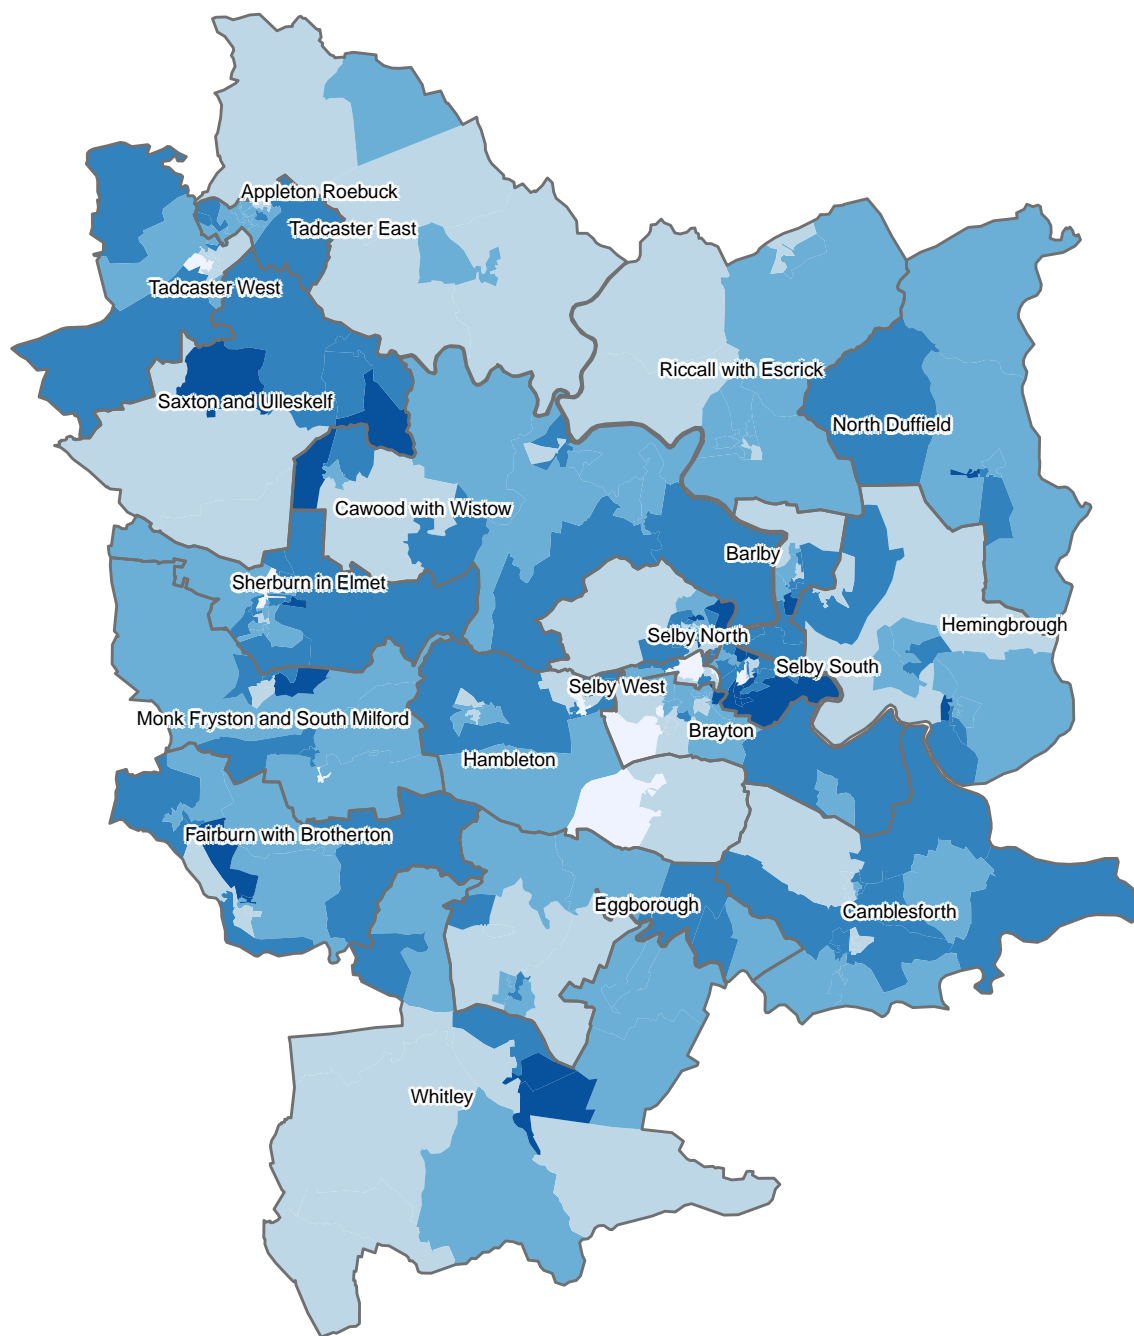 Appleton Roebuck
Tadcaster East
Tadcaster West
Riccall with Escrick
Saxton and Ulleskelf
North Duffield
Cawood with Wistow
Barlby
Sherburn in Elmet
Hemingbrough
Selby North
Selby South
Selby West
Monk Fryston and South Milford
Brayton
Hambleton
Fairburn with Brotherton
Eggborough
Camblesforth
Whitley